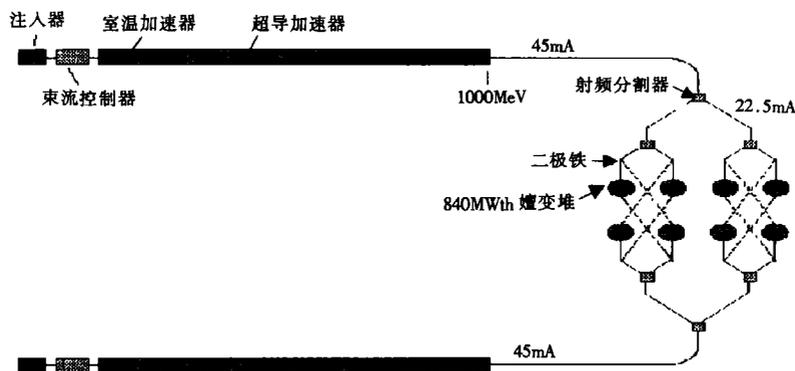 注入器
室温加速器
超导加速器
45mA
束流控制器
1000MeV
射频分割器
22.5mA
二极铁
840MWth 嬗变堆
45mA